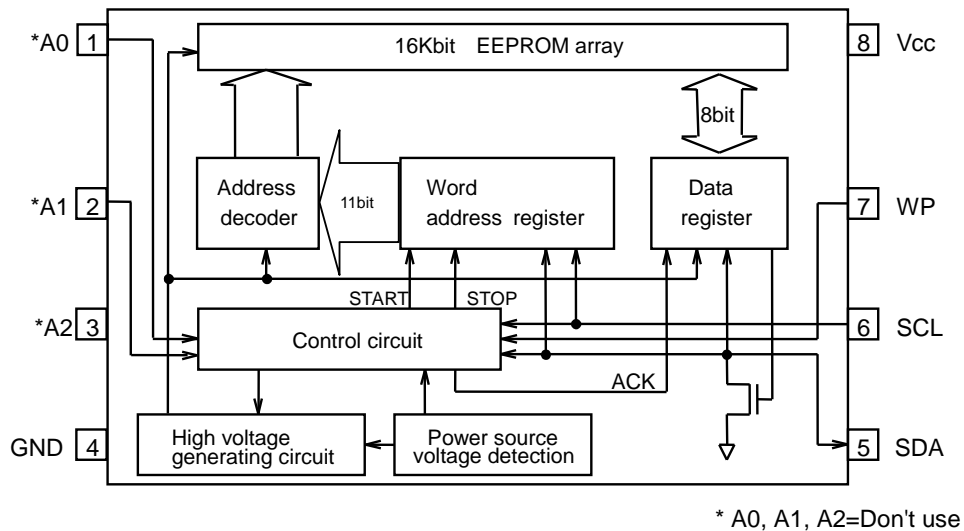 *A0 1
16Kbit EEPROM array
8 Vcc
8bit
Address
decoder
11bit
Word
address register
Data
register
*A1 2
7 WP
START
STOP
*A2 3
Control circuit
6 SCL
ACK
High voltage
generating circuit
Power source
voltage detection
GND 4
5 SDA
* A0, A1, A2=Don't use